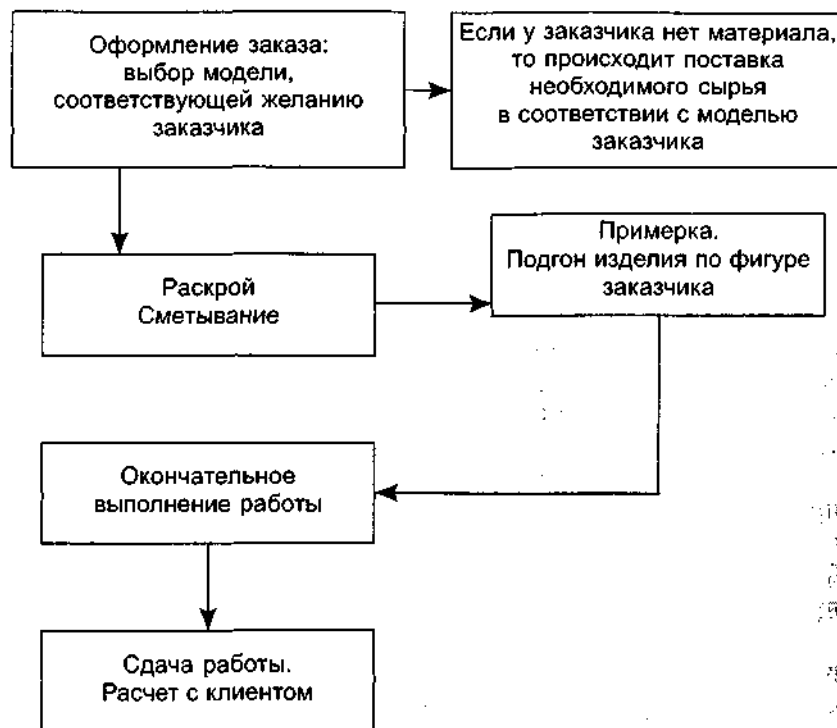 Оформление заказа:
выбор модели,
соответствующей желанию
заказчика
Если у заказчика нет материала,
то происходит поставка
необходимого сырья
в соответствии с моделью
заказчика
Раскрой
Сметывание
Примерка.
Подгон изделия по фигуре
заказчика
Окончательное
выполнение работы
Сдача работы.
Расчет с клиентом